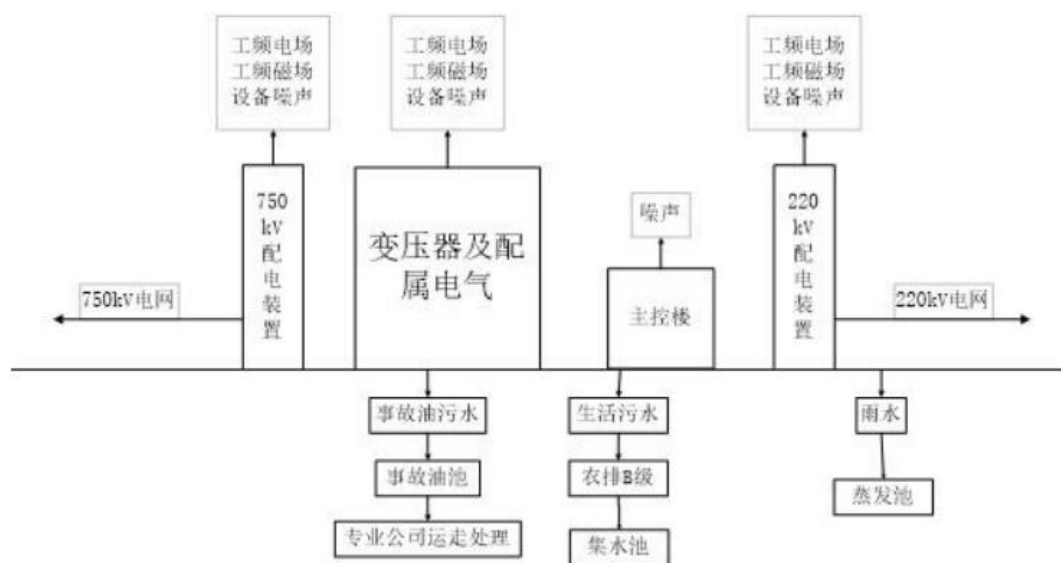 工频电场
工频磁场
设备噪声
工频电场
工频磁场
设备噪声
工频电场
工频磁场
设备噪声
750
kV
配
电
装
置
变压器及配
属电气
噪声
主控楼
220
kV
配
电
装
置
750kV电网
220kV电网
事故油污水
生活污水
雨水
事故油池
农排B级
蒸发池
专业公司运走处理
集水池